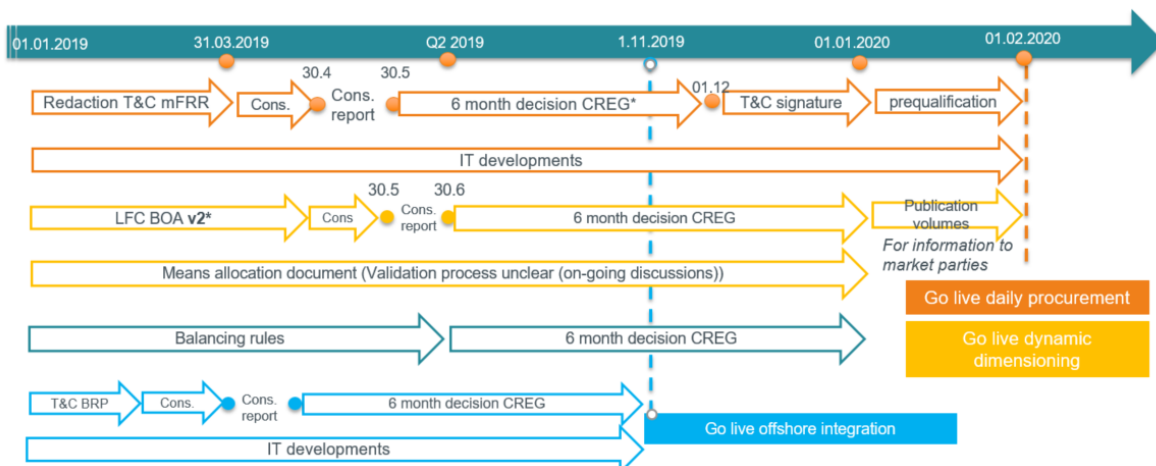 01.01.2019
31.03.2019
Q2 2019
1.11.2019
01.01.2020
01.02.2020
30.4
30.5
01.12
Redaction T&C mFRR
Cons.
Cons.
report
6 month decision CREG*
T&C signature
prequalification
IT developments
30.5
30.6
LFC BOA v2*
Cons
Cons.
report
6 month decision CREG
Publication
volumes
For information to
market parties
Means allocation document (Validation process unclear (on-going discussions))
Go live daily procurement
Balancing rules
6 month decision CREG
Go live dynamic
dimensioning
T&C BRP
Cons.
Cons.
report
6 month decision CREG
Go live offshore integration
IT developments